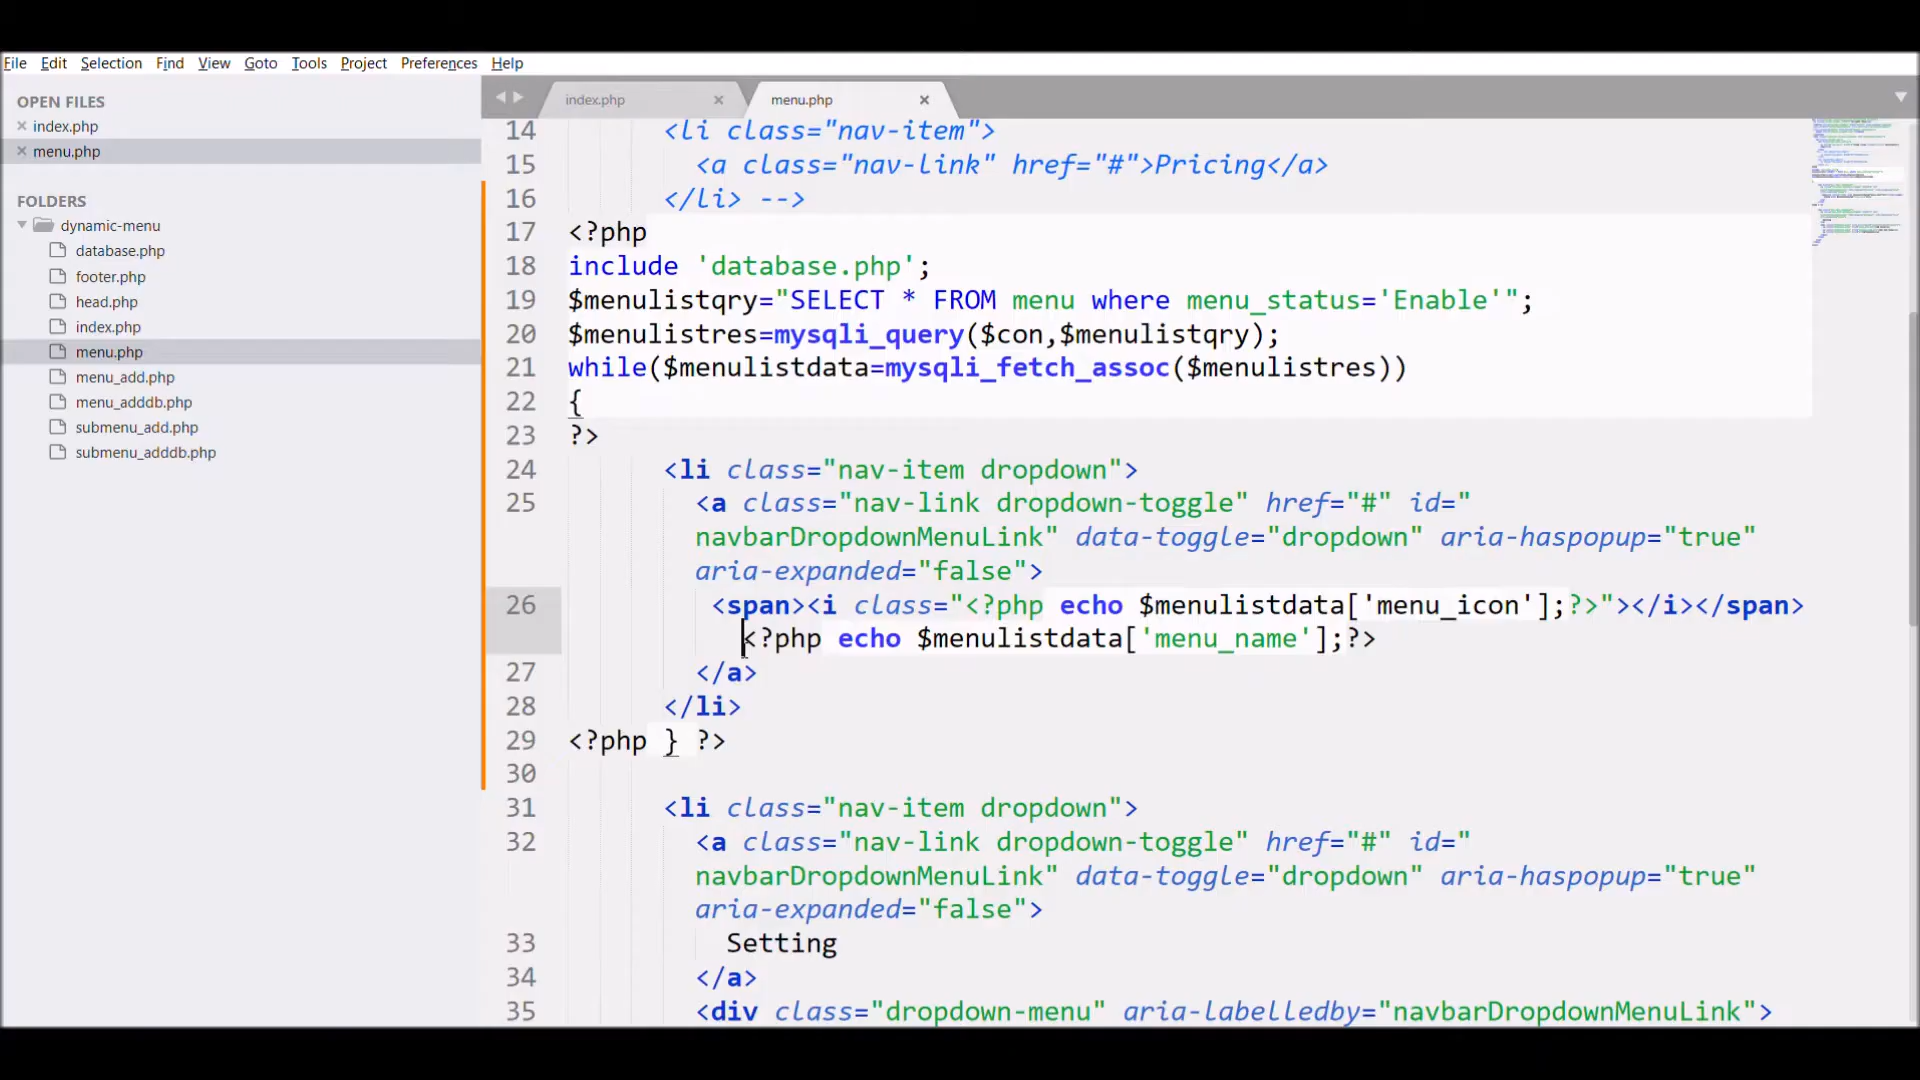 File Edit Selection Find View Goto Tools Project Preferences Help
OPEN FILES
index.php
menu.php
FOLDERS
dynamic-menu
database.php
footer.php
head.php
index.php
menu.php
menu_add.php
menu_adddb.php
submenu_add.php
submenu_adddb.php
index.php menu.php
14 <li class="nav-item">
15 <a class="nav-link" href="#">Pricing</a>
16 </li> -->
17 <?php
18 include 'database.php';
19 $menulistqry="SELECT * FROM menu where menu_status='Enable'";
20 $menulistres=mysqli_query($con,$menulistqry);
21 while($menulistdata=mysqli_fetch_assoc($menulistres))
22 {
23 ?>
24 <li class="nav-item dropdown">
25 <a class="nav-link dropdown-toggle" href="#" id="
navbarDropdownMenuLink" data-toggle="dropdown" aria-haspopup="true"
aria-expanded="false">
26 <span><i class="<?php echo $menulistdata['menu_icon'];?>"></i></span>
<?php echo $menulistdata['menu_name'];?>
27 </a>
28 </li>
29 <?php } ?>
30
31 <li class="nav-item dropdown">
32 <a class="nav-link dropdown-toggle" href="#" id="
navbarDropdownMenuLink" data-toggle="dropdown" aria-haspopup="true"
aria-expanded="false">
33 Setting
34 </a>
35 <div class="dropdown-menu" aria-labelledby="navbarDropdownMenuLink">